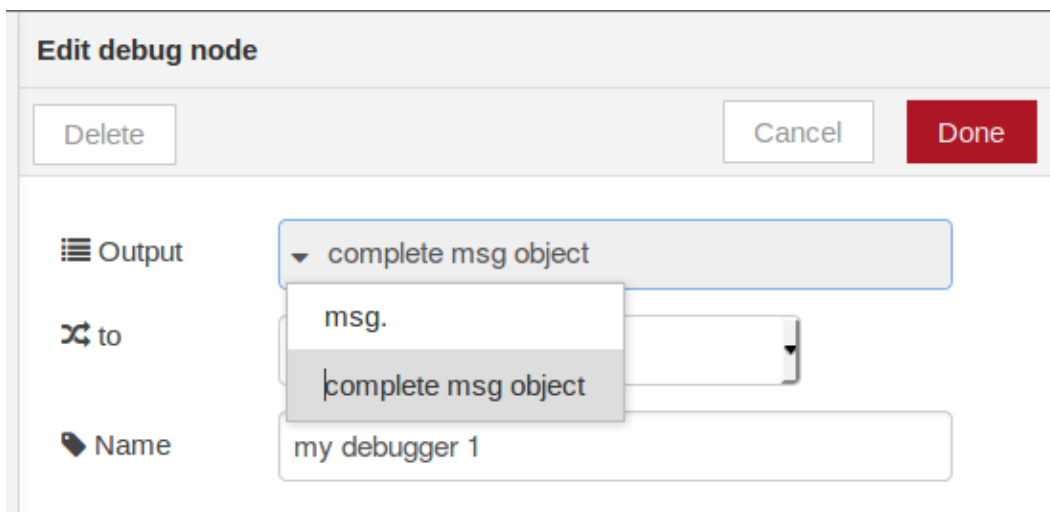 Edit debug node
Delete Cancel Done
Output complete msg object
msg.
to
complete msg object
Name my debugger 1